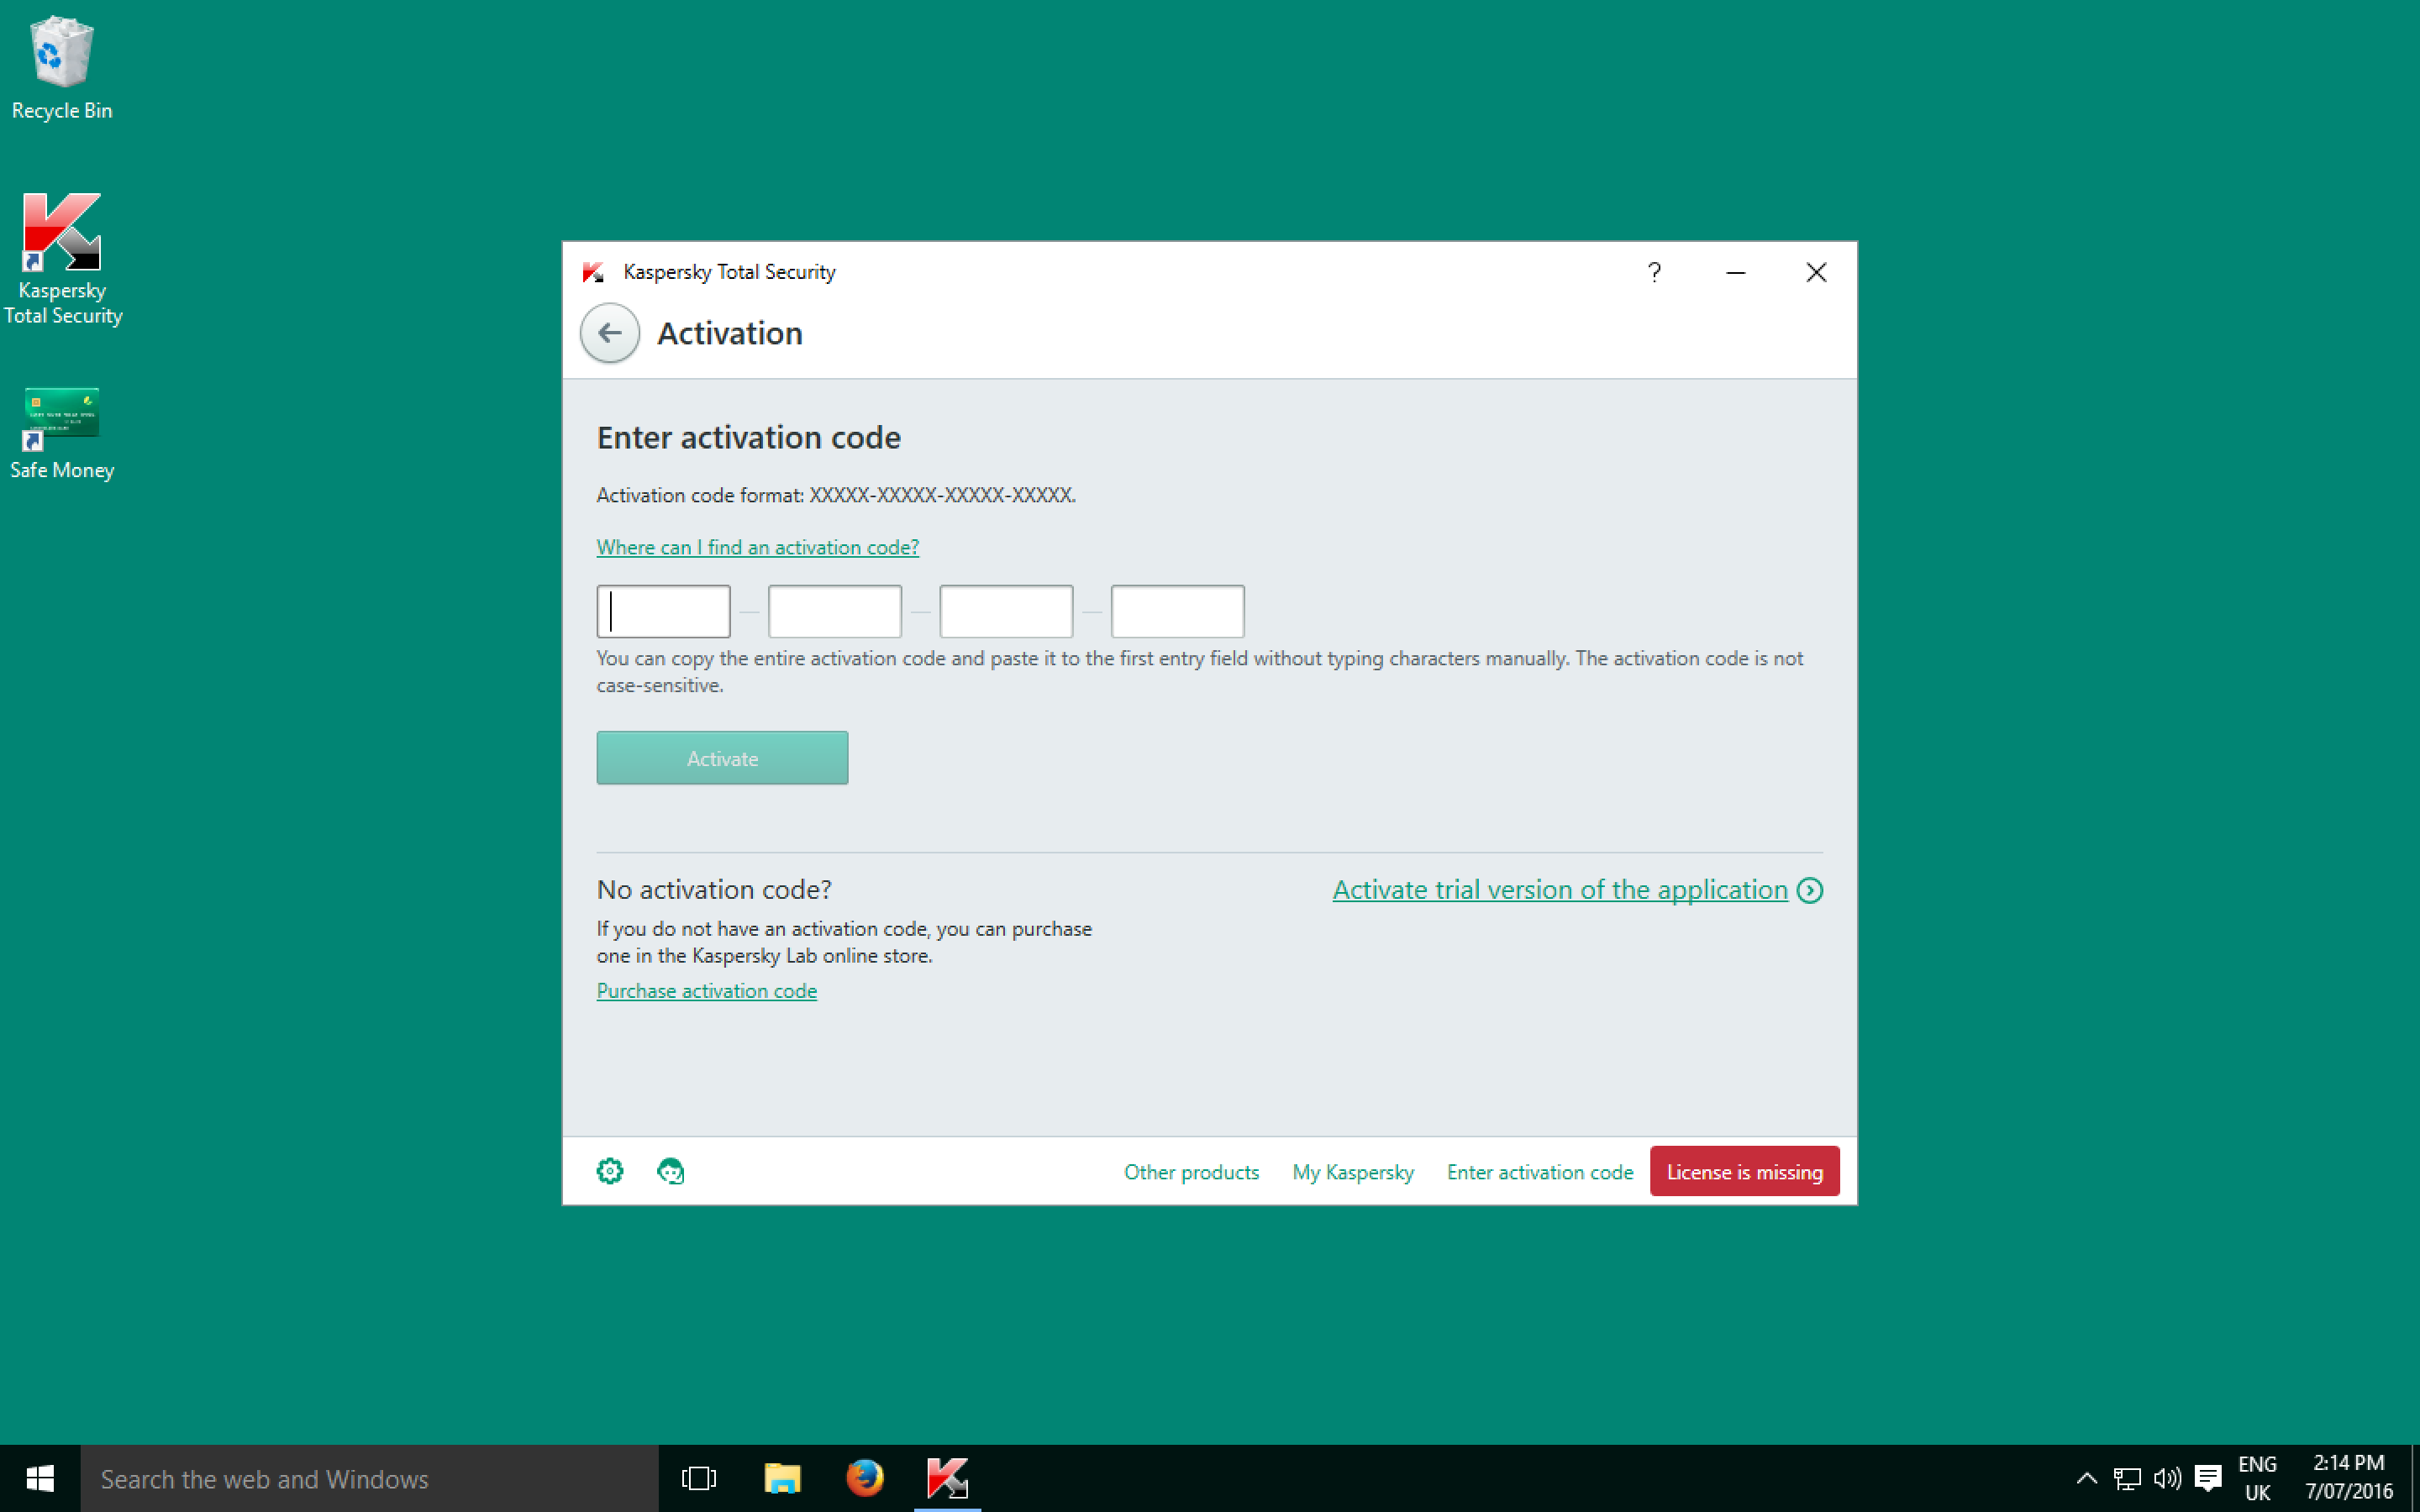 Recycle Bin
Kaspersky
Total Security
Safe Money
Kaspersky Total Security
Activation
Enter activation code
Activation code format: XXXXX-XXXXX-XXXXX-XXXXX.
Where can I find an activation code?
You can copy the entire activation code and paste it to the first entry field without typing characters manually. The activation code is not
case-sensitive.
Activate
No activation code?
Activate trial version of the application
If you do not have an activation code, you can purchase
one in the Kaspersky Lab online store.
Purchase activation code
Other products
My Kaspersky
Enter activation code
License is missing
Search the web and Windows
ENG
UK
2:14 PM
7/07/2016